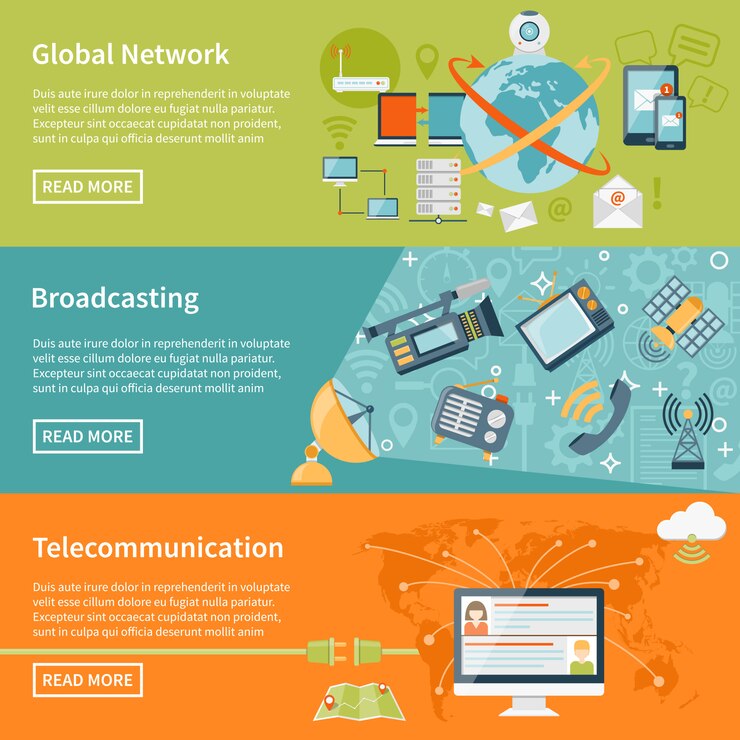 Global Network
Duis aute irure dolor in reprehenderit in voluptate
velit esse cillum dolore eu fugiat nulla pariatur.
Excepteur sint occaecat cupidatat non proident,
sunt in culpa qui officia deserunt mollit anim
READ MORE
1
1
@
@
!
!
Broadcasting
Duis aute irure dolor in reprehenderit in voluptate
velit esse cillum dolore eu fugiat nulla pariatur.
Excepteur sint occaecat cupidatat non proident,
sunt in culpa qui officia deserunt mollit anim
READ MORE
Telecommunication
Duis aute irure dolor in reprehenderit in voluptate
velit esse cillum dolore eu fugiat nulla pariatur.
Excepteur sint occaecat cupidatat non proident,
sunt in culpa qui officia deserunt mollit anim
READ MORE